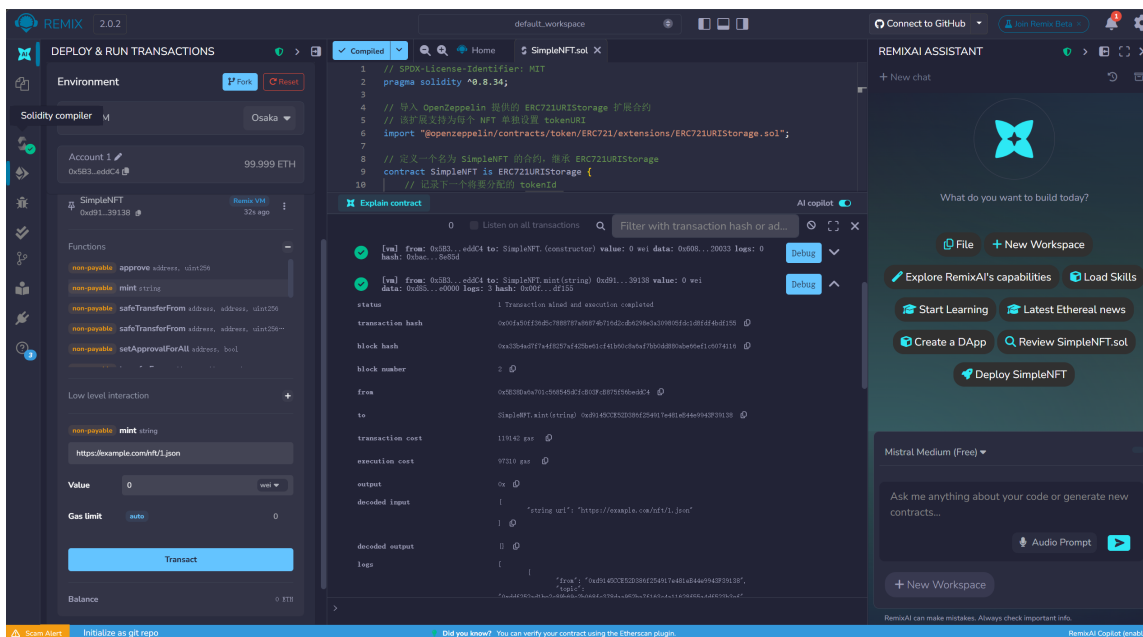 REMIX 2.0.2
default_workspace
Connect to GitHub
Join Remix Beta
1
DEPLOY & RUN TRANSACTIONS
Environment
Fork
Reset
Solidity compiler
M
Osaka
Account 1
0x5B3...eddC4
99.999 ETH
SimpleNFT
0xd91...39138
Remix VM
32s ago
Functions
non-payable approve address, uint256
non-payable mint string
non-payable safeTransferFrom address, address, uint256
non-payable safeTransferFrom address, address, uint256···
non-payable setApprovalForAll address, bool
Low level interaction
non-payable mint string
https://example.com/nft/1.json
Value
0
wei
Gas limit
auto
0
Transact
Balance
0 ETH
3
Compiled
Home
SimpleNFT.sol
1 // SPDX-License-Identifier: MIT
2 pragma solidity ^0.8.34;
3
4 // 导入 OpenZeppelin 提供的 ERC721URIStorage 扩展合约
5 // 该扩展支持为每个 NFT 单独设置 tokenURI
6 import "@openzeppelin/contracts/token/ERC721/extensions/ERC721URIStorage.sol";
7
8 // 定义一个名为 SimpleNFT 的合约，继承 ERC721URIStorage
9 contract SimpleNFT is ERC721URIStorage {
10 // 记录下一个将要分配的 tokenId
Explain contract
AI copilot
0
Listen on all transactions
Filter with transaction hash or ad...
[vm] from: 0x5B3...eddC4 to: SimpleNFT.(constructor) value: 0 wei data: 0x608...20033 logs: 0
hash: 0xbac...8e85d
Debug
[vm] from: 0x5B3...eddC4 to: SimpleNFT.mint(string) 0xd91...39138 value: 0 wei
data: 0xd85...e0000 logs: 3 hash: 0x00f...df155
Debug
status
1 Transaction mined and execution completed
transaction hash
block hash
block number
2
from
0x5B38Da6a701c568545dCfcB03FcB875f56beddC4
to
SimpleNFT.mint(string) 0xd9145CCE52D386f254917e481eB44e9943F39138
transaction cost
119142 gas
execution cost
97310 gas
output
0x
decoded input
{
"string uri": "https://example.com/nft/1.json"
}
decoded output
{}
logs
[
{
"from": "0xd9145CCE52D386f254917e481eB44e9943F39138",
"topic":
>
REMIXAI ASSISTANT
+ New chat
What do you want to build today?
File
+ New Workspace
Explore RemixAI's capabilities
Load Skills
Start Learning
Latest Ethereal news
Create a DApp
Review SimpleNFT.sol
Deploy SimpleNFT
Mistral Medium (Free)
Ask me anything about your code or generate new
contracts...
Audio Prompt
+ New Workspace
RemixAI can make mistakes. Always check important info.
Scam Alert
Initialize as git repo
Did you know? You can verify your contract using the Etherscan plugin.
RemixAI Copilot (enab